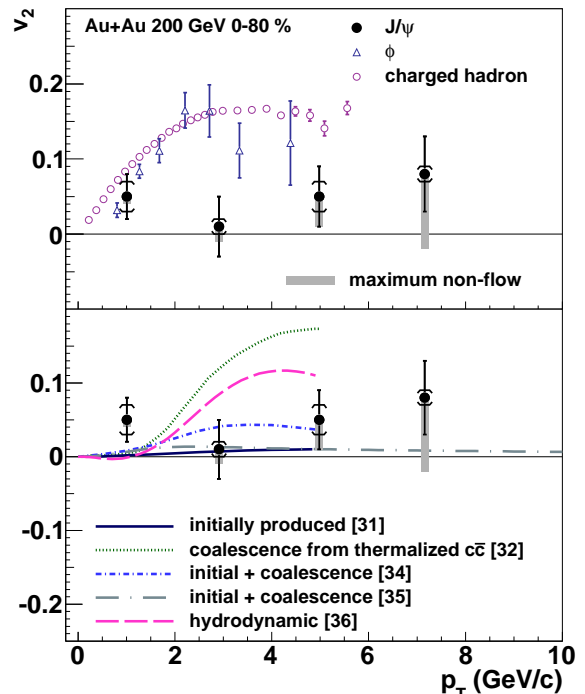 v2
Au+Au 200 GeV 0-80 %
J/ψ
ϕ
charged hadron
0.2
0.1
0
maximum non-flow
0.1
0
-0.1
-0.2
initially produced [31]
coalescence from thermalized cc̅ [32]
initial + coalescence [34]
initial + coalescence [35]
hydrodynamic [36]
0 2 4 6 8 10
pT (GeV/c)